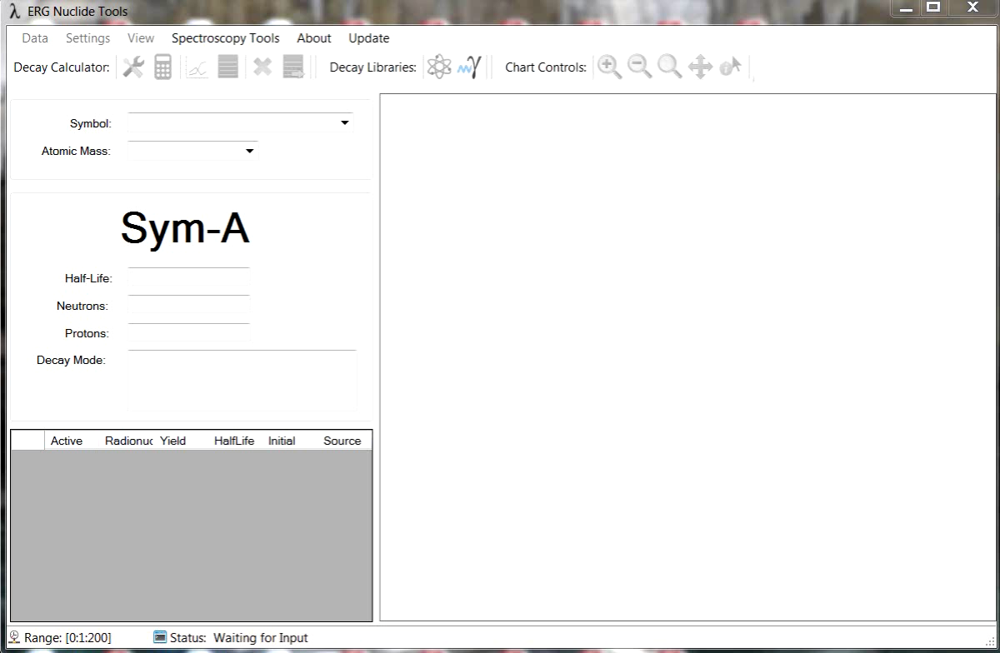 λ ERG Nuclide Tools
Data Settings View Spectroscopy Tools About Update
Decay Calculator: Decay Libraries: γ Chart Controls:
Symbol:
Atomic Mass:
Sym-A
Half-Life:
Neutrons:
Protons:
Decay Mode:
Active Radionuc Yield HalfLife Initial Source
Range: [0:1:200] Status: Waiting for Input